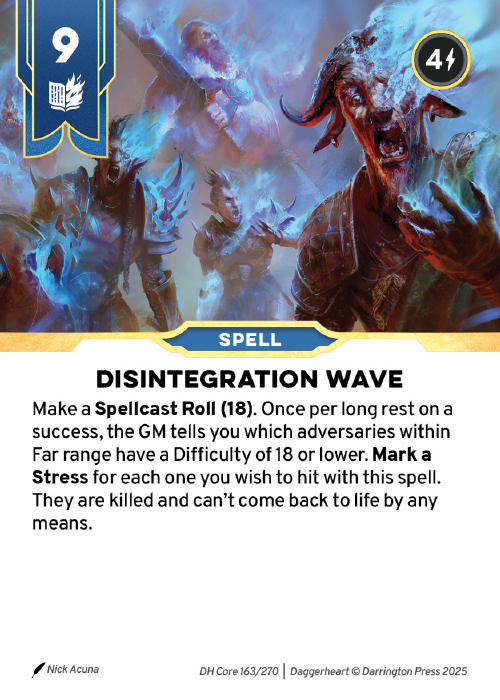 9
4
SPELL
DISINTEGRATION WAVE
Make a Spellcast Roll (18). Once per long rest on a
success, the GM tells you which adversaries within
Far range have a Difficulty of 18 or lower. Mark a
Stress for each one you wish to hit with this spell.
They are killed and can’t come back to life by any
means.
Nick Acuna
DH Core 163/270 | Daggerheart © Darrington Press 2025